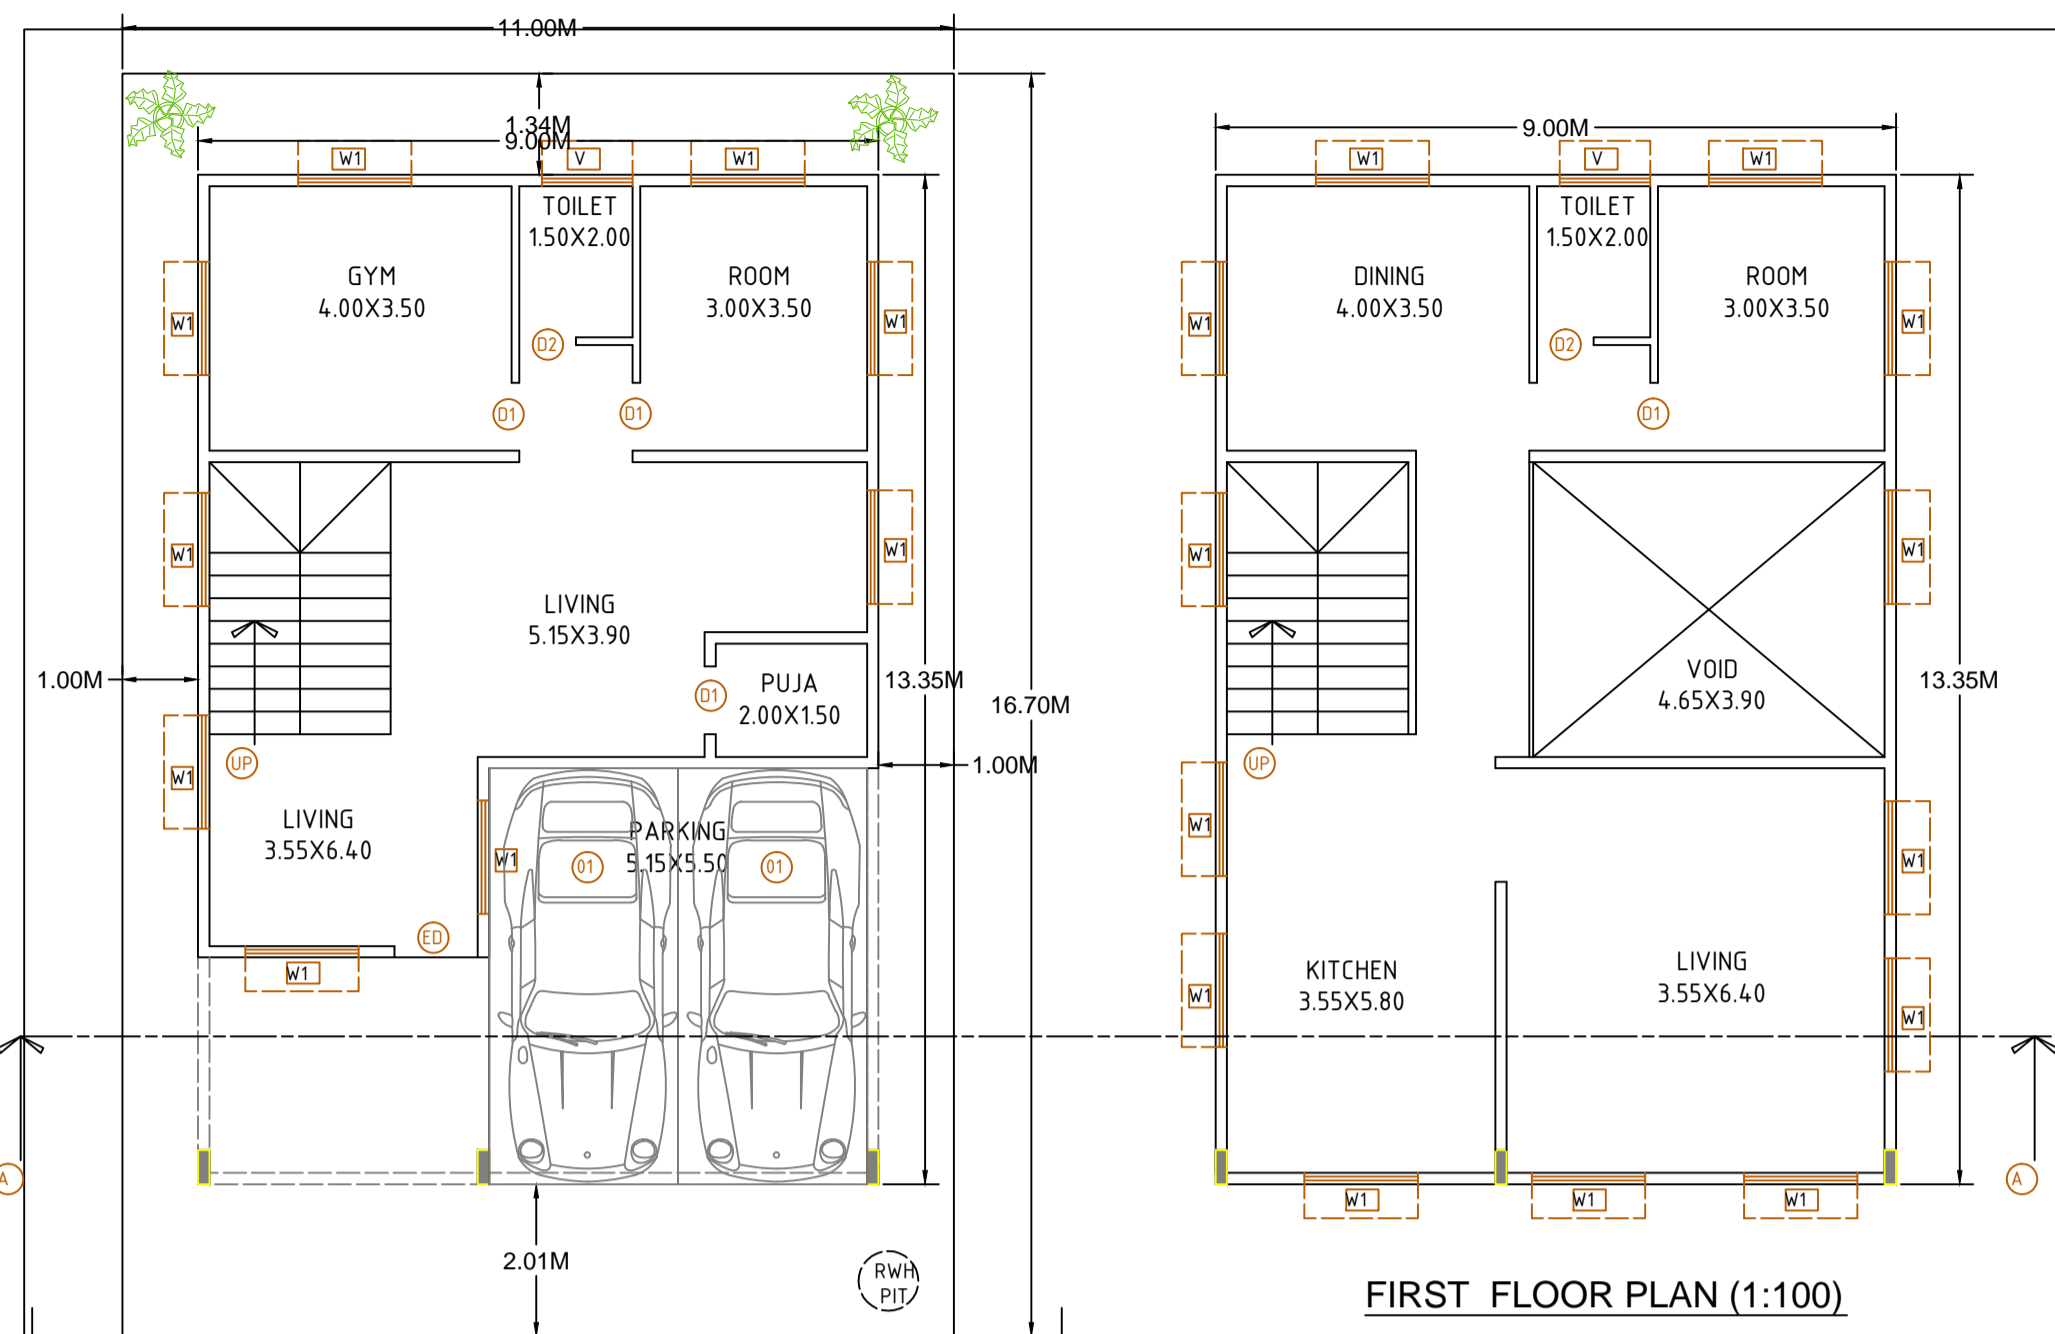 11.00M
1.34M
9.00M
W1
V
W1
TOILET
1.50X2.00
GYM
4.00X3.50
ROOM
3.00X3.50
W1
W1
D2
D1
D1
W1
W1
LIVING
5.15X3.90
1.00M
13.35M
16.70M
D1
PUJA
2.00X1.50
UP
W1
1.00M
LIVING
3.55X6.40
PARKING
5.15X5.50
W1
01
01
ED
W1
A
2.01M
RWH
PIT
9.00M
W1
V
W1
TOILET
1.50X2.00
DINING
4.00X3.50
ROOM
3.00X3.50
W1
W1
D2
D1
W1
W1
VOID
4.65X3.90
13.35M
UP
W1
W1
KITCHEN
3.55X5.80
LIVING
3.55X6.40
W1
W1
A
W1
W1
W1
FIRST FLOOR PLAN (1:100)